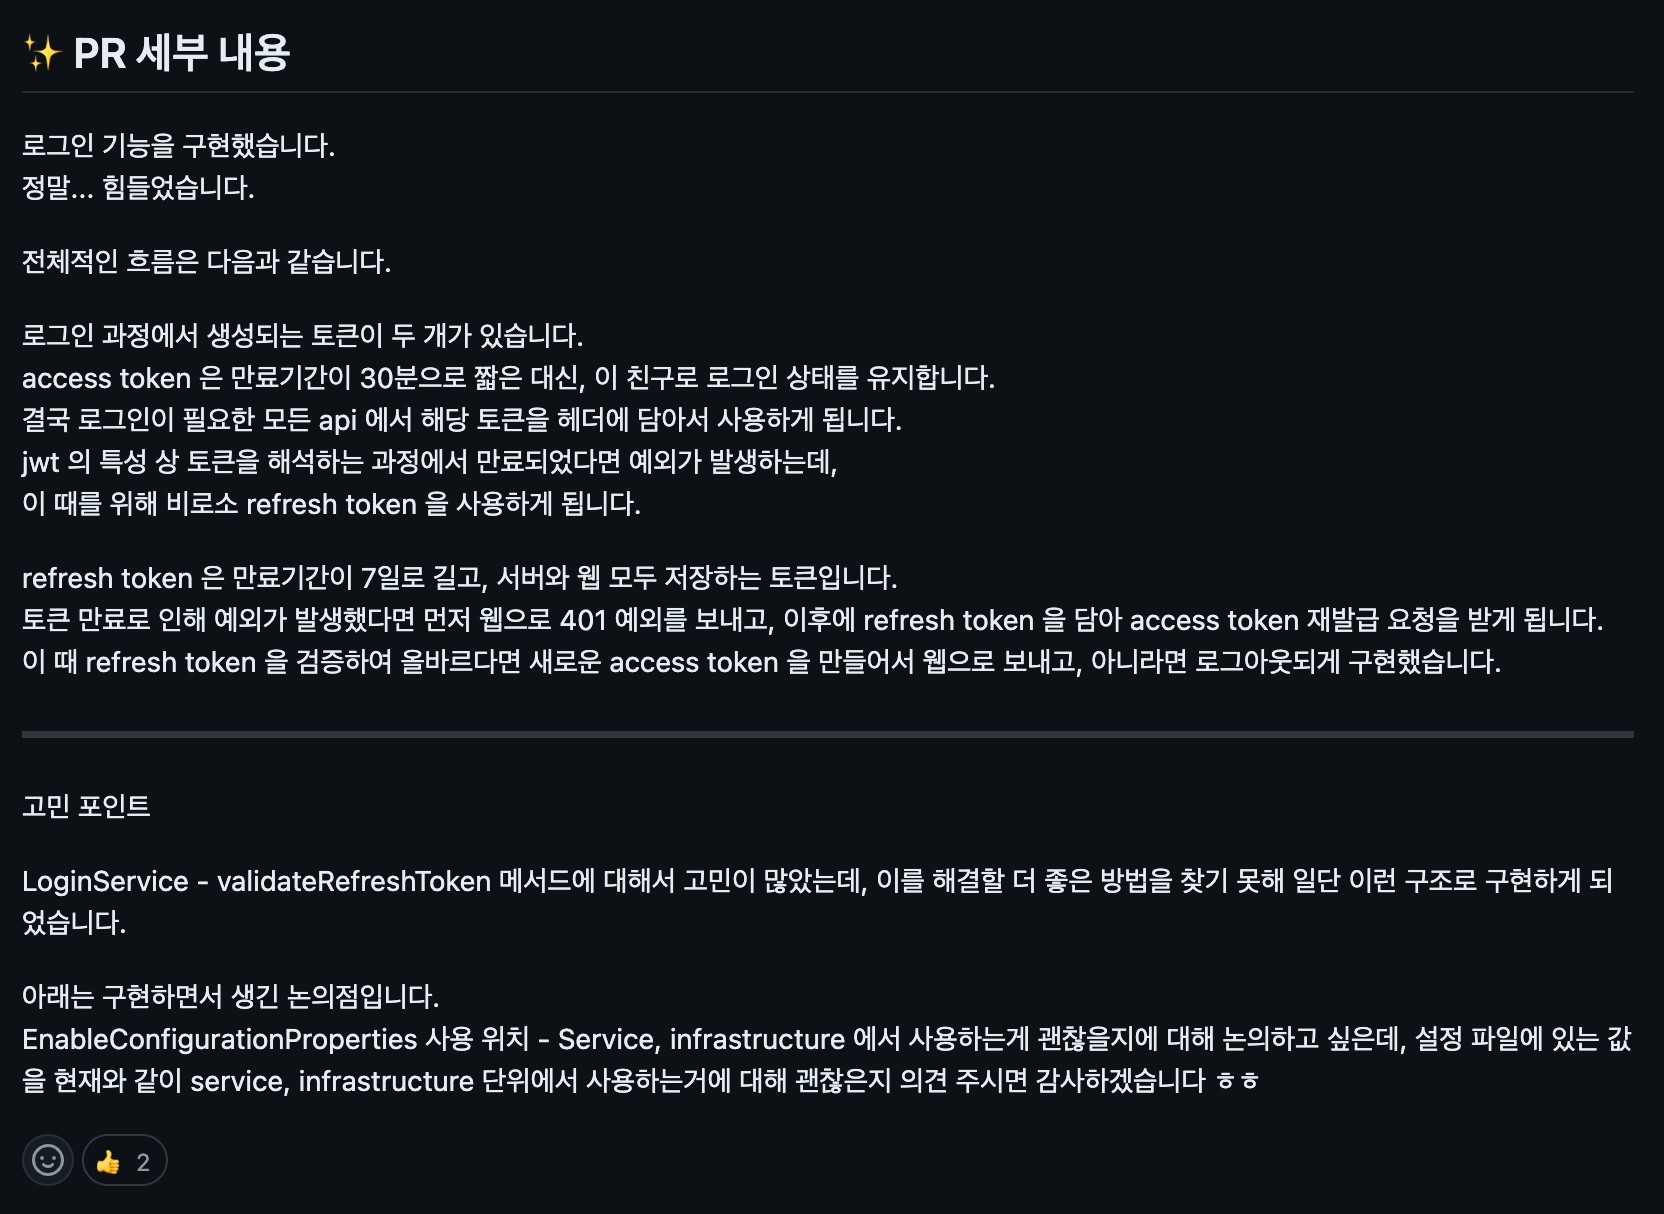 ✨ PR 세부 내용
로그인 기능을 구현했습니다.
정말... 힘들었습니다.
전체적인 흐름은 다음과 같습니다.
로그인 과정에서 생성되는 토큰이 두 개가 있습니다.
access token 은 만료기간이 30분으로 짧은 대신, 이 친구로 로그인 상태를 유지합니다.
결국 로그인이 필요한 모든 api 에서 해당 토큰을 헤더에 담아서 사용하게 됩니다.
jwt 의 특성 상 토큰을 해석하는 과정에서 만료되었다면 예외가 발생하는데,
이 때를 위해 비로소 refresh token 을 사용하게 됩니다.
refresh token 은 만료기간이 7일로 길고, 서버와 웹 모두 저장하는 토큰입니다.
토큰 만료로 인해 예외가 발생했다면 먼저 웹으로 401 예외를 보내고, 이후에 refresh token 을 담아 access token 재발급 요청을 받게 됩니다.
이 때 refresh token 을 검증하여 올바르다면 새로운 access token 을 만들어서 웹으로 보내고, 아니라면 로그아웃되게 구현했습니다.
고민 포인트
LoginService - validateRefreshToken 메서드에 대해서 고민이 많았는데, 이를 해결할 더 좋은 방법을 찾기 못해 일단 이런 구조로 구현하게 되
었습니다.
아래는 구현하면서 생긴 논의점입니다.
EnableConfigurationProperties 사용 위치 - Service, infrastructure 에서 사용하는게 괜찮을지에 대해 논의하고 싶은데, 설정 파일에 있는 값
을 현재와 같이 service, infrastructure 단위에서 사용하는거에 대해 괜찮은지 의견 주시면 감사하겠습니다 ㅎㅎ
👍 2